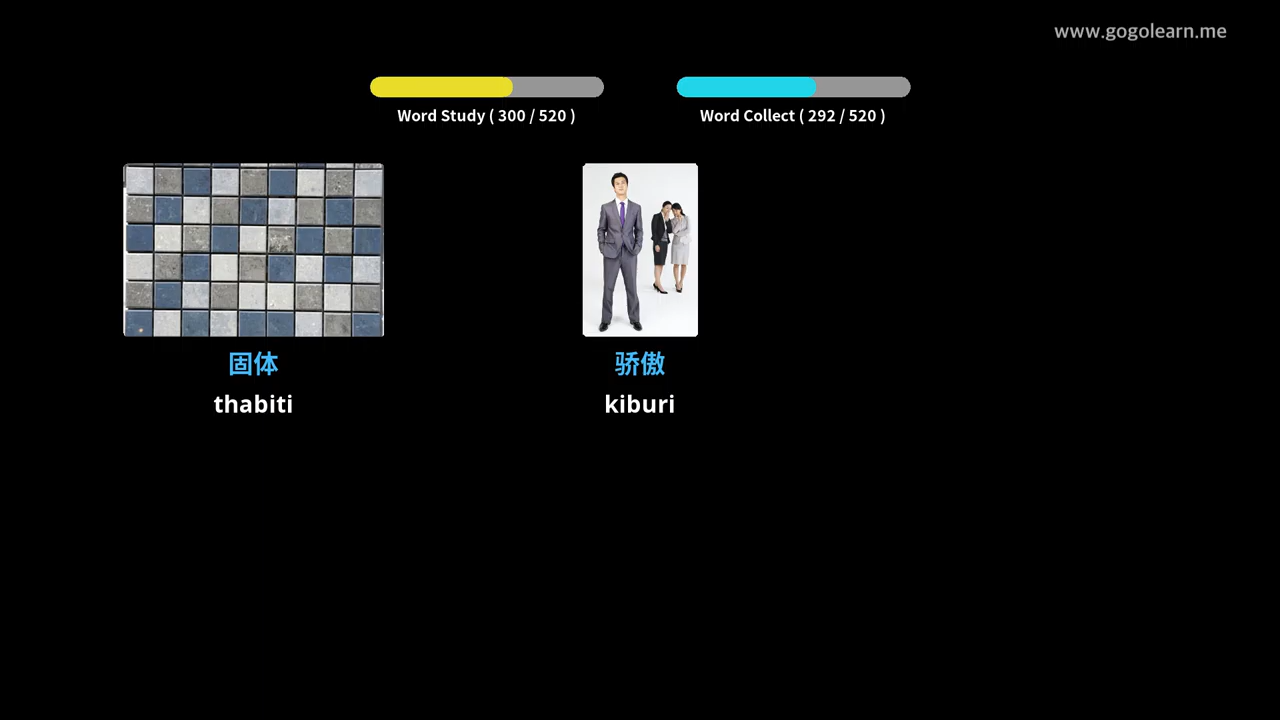 www.gogolearn.me
Word Study ( 300 / 520 )
Word Collect ( 292 / 520 )
固体
骄傲
thabiti
kiburi